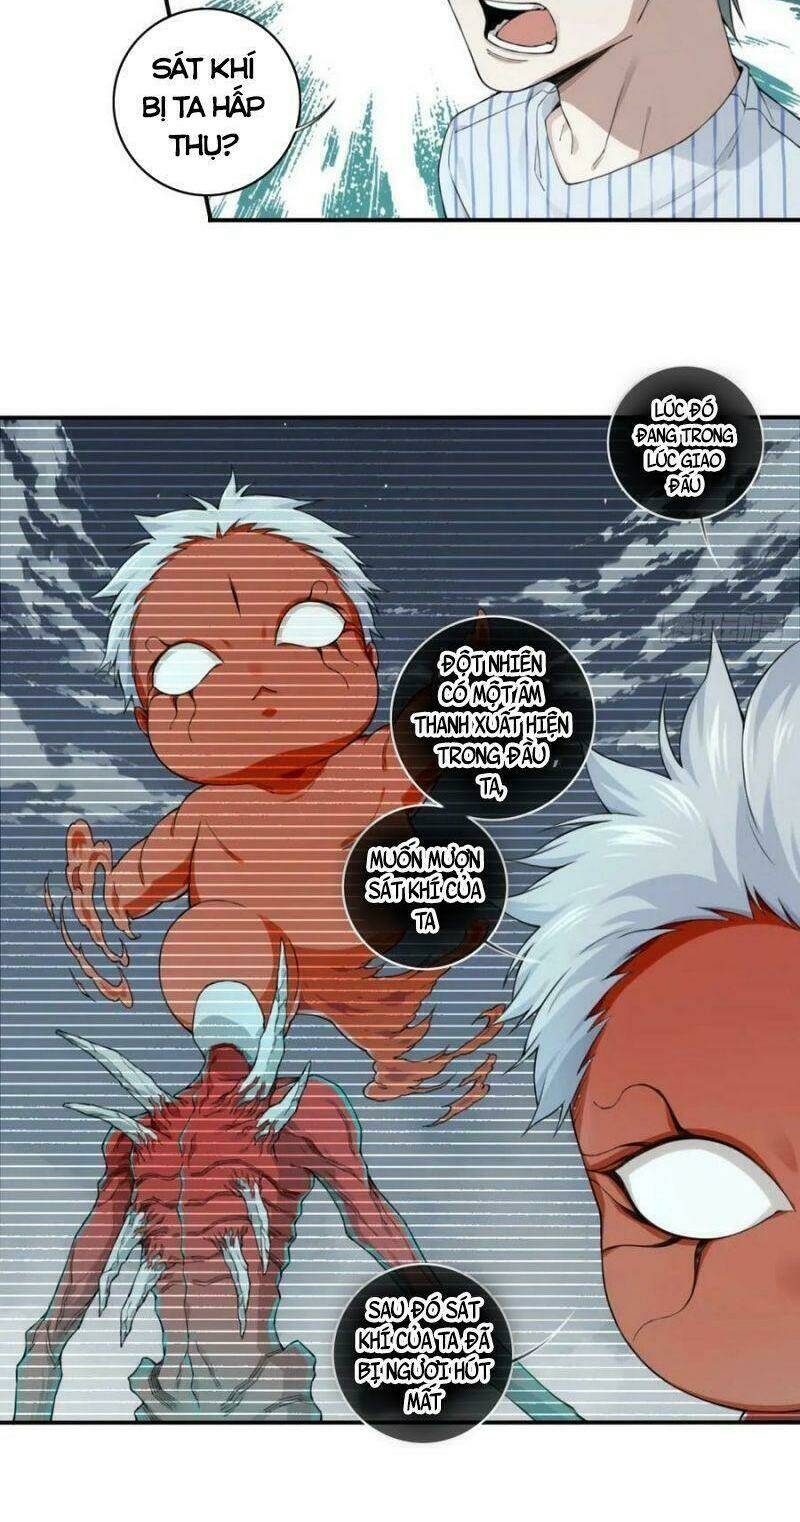 SÁT KHÍ
BỊ TA HẤP
THỤ?
LÚC ĐÓ
ĐANG TRONG
LÚC GIAO
ĐẤU
ĐỘT NHIÊN
CÓ MỘT ÂM
THANH XUẤT HIỆN
TRONG ĐẦU
TA,
MUỐN MƯỢN
SÁT KHÍ CỦA
TA
SAU ĐÓ SÁT
KHÍ CỦA TA ĐÃ
BỊ NGƯƠI HÚT
MẤT